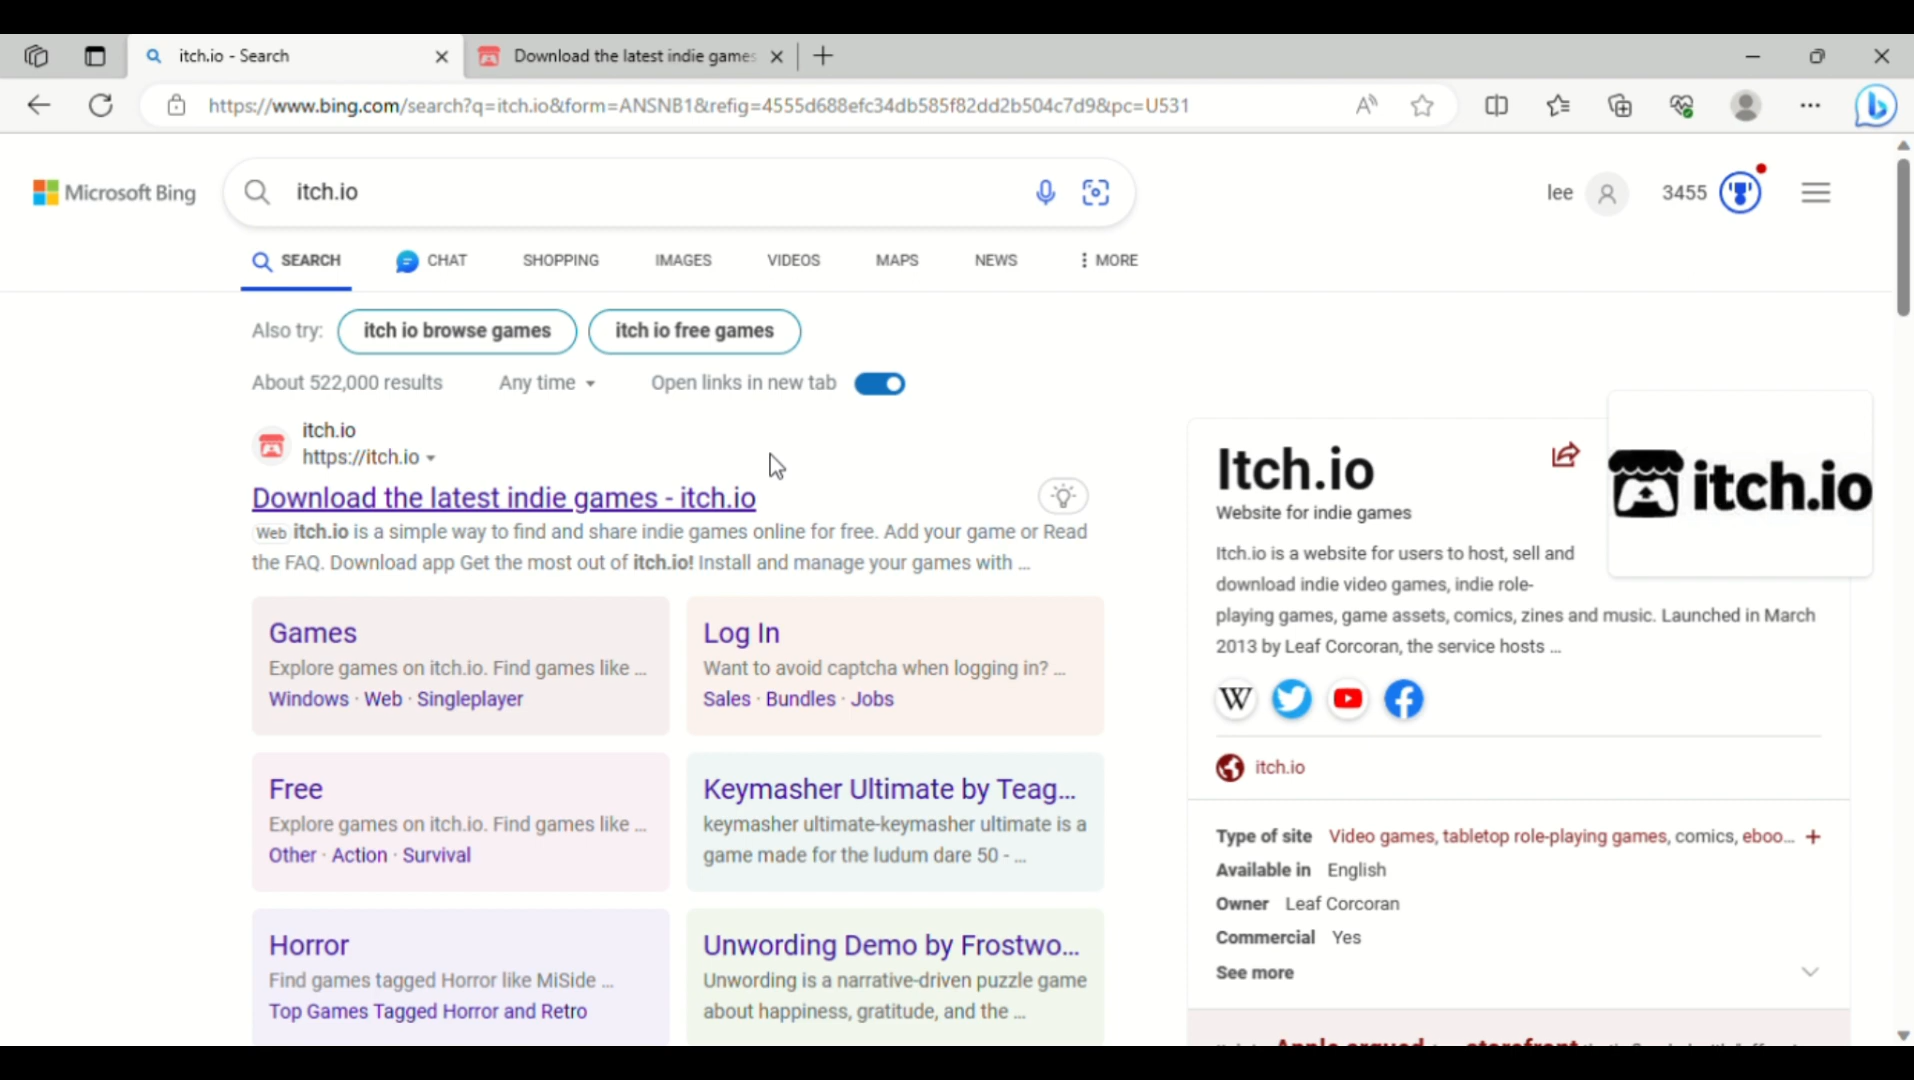 itch.io - Search
Download the latest indie games
https://www.bing.com/search?q=itch.io&form=ANSNB1&refig=4555d688efc34db585f82dd2b504c7d9&pc=U531
Microsoft Bing
itch.io
lee
3455
SEARCH
CHAT
SHOPPING
IMAGES
VIDEOS
MAPS
NEWS
MORE
Also try:
itch io browse games
itch io free games
About 522,000 results
Any time
Open links in new tab
itch.io
https://itch.io
Download the latest indie games - itch.io
Web itch.io is a simple way to find and share indie games online for free. Add your game or Read
the FAQ. Download app Get the most out of itch.io! Install and manage your games with ...
Games
Explore games on itch.io. Find games like ...
Windows · Web · Singleplayer
Log In
Want to avoid captcha when logging in? ...
Sales · Bundles · Jobs
Free
Explore games on itch.io. Find games like ...
Other · Action · Survival
Keymasher Ultimate by Teag...
keymasher ultimate-keymasher ultimate is a
game made for the ludum dare 50 - ...
Horror
Find games tagged Horror like MiSide ...
Top Games Tagged Horror and Retro
Unwording Demo by Frostwo...
Unwording is a narrative-driven puzzle game
about happiness, gratitude, and the ...
Itch.io
Website for indie games
itch.io
Itch.io is a website for users to host, sell and
download indie video games, indie role-
playing games, game assets, comics, zines and music. Launched in March
2013 by Leaf Corcoran, the service hosts ...
W
itch.io
Type of site Video games, tabletop role-playing games, comics, eboo...
Available in English
Owner Leaf Corcoran
Commercial Yes
See more